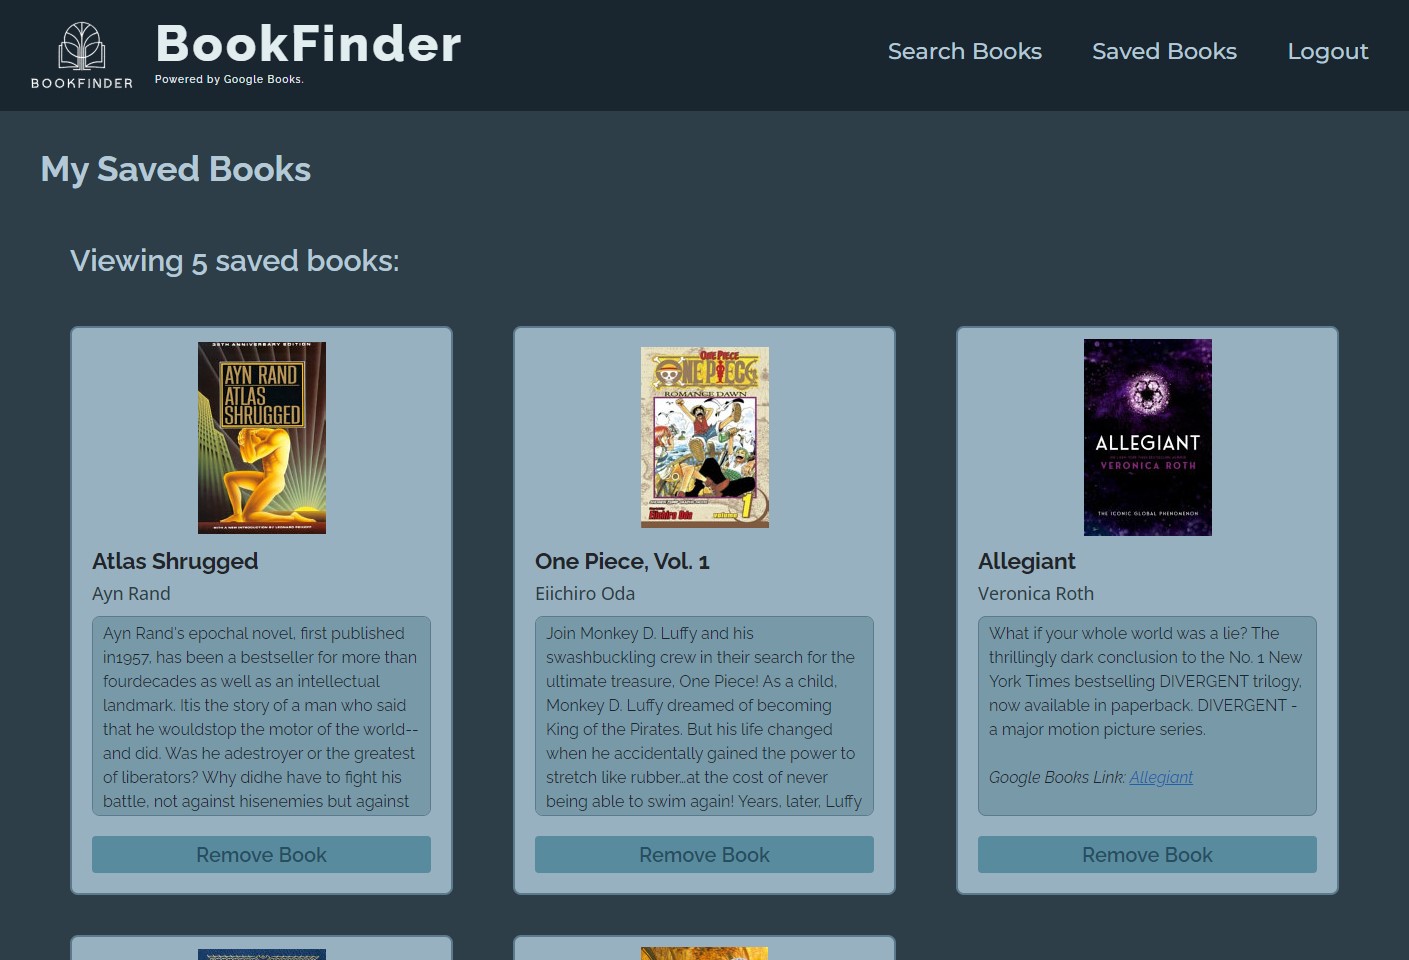 BOOKFINDER
BookFinder
Powered by Google Books.
Search Books
Saved Books
Logout
My Saved Books
Viewing 5 saved books:
35TH ANNIVERSARY EDITION
AYN RAND
ATLAS
SHRUGGED
WITH A NEW INTRODUCTION BY LEONARD PEIKOFF
Atlas Shrugged
Ayn Rand
Ayn Rand's epochal novel, first published
in1957, has been a bestseller for more than
fourdecades as well as an intellectual
landmark. Itis the story of a man who said
that he wouldstop the motor of the world--
and did. Was he adestroyer or the greatest
of liberators? Why didhe have to fight his
battle, not against hisenemies but against
Remove Book
ONE PIECE
ONE PIECE
ROMANCE DAWN
Eiichiro Oda
volume 1
One Piece, Vol. 1
Eiichiro Oda
Join Monkey D. Luffy and his
swashbuckling crew in their search for the
ultimate treasure, One Piece! As a child,
Monkey D. Luffy dreamed of becoming
King of the Pirates. But his life changed
when he accidentally gained the power to
stretch like rubber...at the cost of never
being able to swim again! Years, later, Luffy
Remove Book
ALLEGIANT
VERONICA ROTH
THE ICONIC GLOBAL PHENOMENON
Allegiant
Veronica Roth
What if your whole world was a lie? The
thrillingly dark conclusion to the No. 1 New
York Times bestselling DIVERGENT trilogy,
now available in paperback. DIVERGENT -
a major motion picture series.
Google Books Link: Allegiant
Remove Book